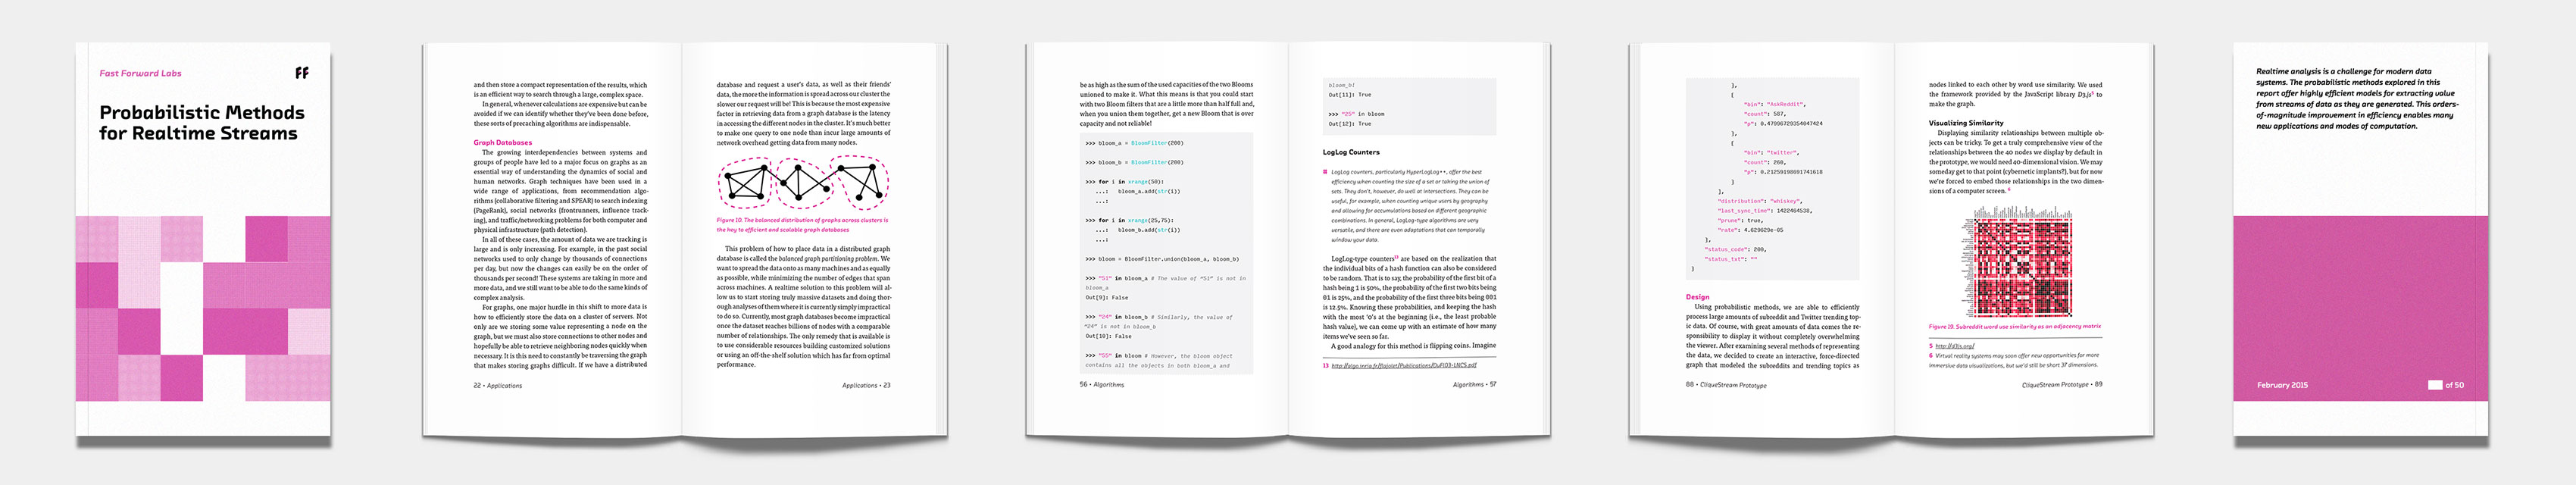 Fast Forward Labs
FF
Probabilistic Methods
for Realtime Streams
and then store a compact representation of the results, which
is an efficient way to search through a large, complex space.
In general, whenever calculations are expensive but can be
avoided if we can identify whether they've been done before,
these sorts of precaching algorithms are indispensable.
Graph Databases
The growing interdependencies between systems and
groups of people have led to a major focus on graphs as an
essential way of understanding the dynamics of social and
human networks. Graph techniques have been used in a
wide range of applications, from recommendation algo-
rithms (collaborative filtering and SPEAR) to search indexing
(PageRank), social networks (frontrunners, influence track-
ing), and traffic/networking problems for both computer and
physical infrastructure (path detection).
In all of these cases, the amount of data we are tracking is
large and is only increasing. For example, in the past social
networks used to only change by thousands of connections
per day, but now the changes can easily be on the order of
thousands per second! These systems are taking in more and
more data, and we still want to be able to do the same kinds of
complex analysis.
For graphs, one major hurdle in this shift to more data is
how to efficiently store the data on a cluster of servers. Not
only are we storing some value representing a node on the
graph, but we must also store connections to other nodes and
hopefully be able to retrieve neighboring nodes quickly when
necessary. It is this need to constantly be traversing the graph
that makes storing graphs difficult. If we have a distributed
22 • Applications
database and request a user's data, as well as their friends'
data, the more the information is spread across our cluster the
slower our request will be! This is because the most expensive
factor in retrieving data from a graph database is the latency
in accessing the different nodes in the cluster. It's much better
to make one query to one node than incur large amounts of
network overhead getting data from many nodes.
Figure 10. The balanced distribution of graphs across clusters is
the key to efficient and scalable graph databases
This problem of how to place data in a distributed graph
database is called the balanced graph partitioning problem. We
want to spread the data onto as many machines and as equally
as possible, while minimizing the number of edges that span
across machines. A realtime solution to this problem will al-
low us to start storing truly massive datasets and doing thor-
ough analyses of them where it is currently simply impractical
to do so. Currently, most graph databases become impractical
once the dataset reaches billions of nodes with a comparable
number of relationships. The only remedy that is available is
to use considerable resources building customized solutions
or using an off-the-shelf solution which has far from optimal
performance.
Applications • 23
be as high as the sum of the used capacities of the two Blooms
unioned to make it. What this means is that you could start
with two Bloom filters that are a little more than half full and,
when you union them together, get a new Bloom that is over
capacity and not reliable!
>>> bloom_a = BloomFilter(200)
>>> bloom_b = BloomFilter(200)
>>> for i in xrange(50):
...:   bloom_a.add(str(i))
...:
>>> for i in xrange(25,75):
...:   bloom_b.add(str(i))
...:
>>> bloom = BloomFilter.union(bloom_a, bloom_b)
>>> "51" in bloom_a # The value of "51" is not in
bloom_a
Out[9]: False
>>> "24" in bloom_b # Similarly, the value of
"24" is not in bloom_b
Out[10]: False
>>> "55" in bloom # However, the bloom object
contains all the objects in both bloom_a and
56 • Algorithms
bloom_b!
Out[11]: True
>>> "25" in bloom
Out[12]: True
LogLog Counters
LogLog counters, particularly HyperLogLog++, offer the best
efficiency when counting the size of a set or taking the union of
sets. They don't, however, do well at intersections. They can be
useful, for example, when counting unique users by geography
and allowing for accumulations based on different geographic
combinations. In general, LogLog-type algorithms are very
versatile, and there are even adaptations that can temporally
window your data.
LogLog-type counters13 are based on the realization that
the individual bits of a hash function can also be considered
to be random. That is to say, the probability of the first bit of a
hash being 1 is 50%, the probability of the first two bits being
01 is 25%, and the probability of the first three bits being 001
is 12.5%. Knowing these probabilities, and keeping the hash
with the most '0's at the beginning (i.e., the least probable
hash value), we can come up with an estimate of how many
items we've seen so far.
A good analogy for this method is flipping coins. Imagine
13 http://algo.inria.fr/flajolet/Publications/DuFl03-LNCS.pdf
Algorithms • 57
},
{
"bin": "AskReddit",
"count": 587,
"p": 0.47996729354847424
},
{
"bin": "twitter",
"count": 260,
"p": 0.21259198691741618
}
],
"distribution": "whiskey",
"last_sync_time": 1422484538,
"prune": true,
"rate": 4.629629e-05
},
"status_code": 200,
"status_txt": ""
}
Design
Using probabilistic methods, we are able to efficiently
process large amounts of subreddit and Twitter trending top-
ic data. Of course, with great amounts of data comes the re-
sponsibility to display it without completely overwhelming
the viewer. After examining several methods of representing
the data, we decided to create an interactive, force-directed
graph that modeled the subreddits and trending topics as
88 • CliqueStream Prototype
nodes linked to each other by word use similarity. We used
the framework provided by the JavaScript library D3.js5 to
make the graph.
Visualizing Similarity
Displaying similarity relationships between multiple ob-
jects can be tricky. To get a truly comprehensive view of the
relationships between the 40 nodes we display by default in
the prototype, we would need 40-dimensional vision. We may
someday get to that point (cybernetic implants?), but for now
we're forced to embed those relationships in the two dimen-
sions of a computer screen. 6
Figure 19. Subreddit word use similarity as an adjacency matrix
5 http://d3js.org/
6 Virtual reality systems may soon offer new opportunities for more
immersive data visualizations, but we'd still be short 37 dimensions.
CliqueStream Prototype • 89
Realtime analysis is a challenge for modern data
systems. The probabilistic methods explored in this
report offer highly efficient models for extracting value
from streams of data as they are generated. This orders-
of-magnitude improvement in efficiency enables many
new applications and modes of computation.
February 2015
of 50